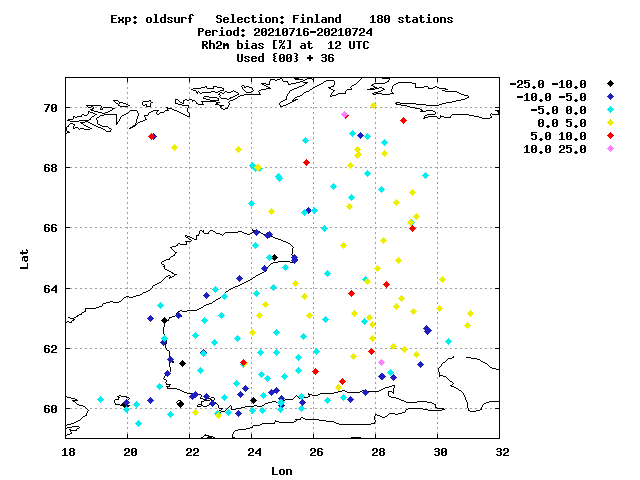 Exp: oldsurf   Selection: Finland    180 stations
Period: 20210716-20210724
Rh2m bias [%] at  12 UTC
Used {00} + 36
-25.0 -10.0
-10.0 -5.0
-5.0 0.0
0.0 5.0
5.0 10.0
10.0 25.0
70
68
66
64
62
60
Lat
18 20 22 24 26 28 30 32
Lon